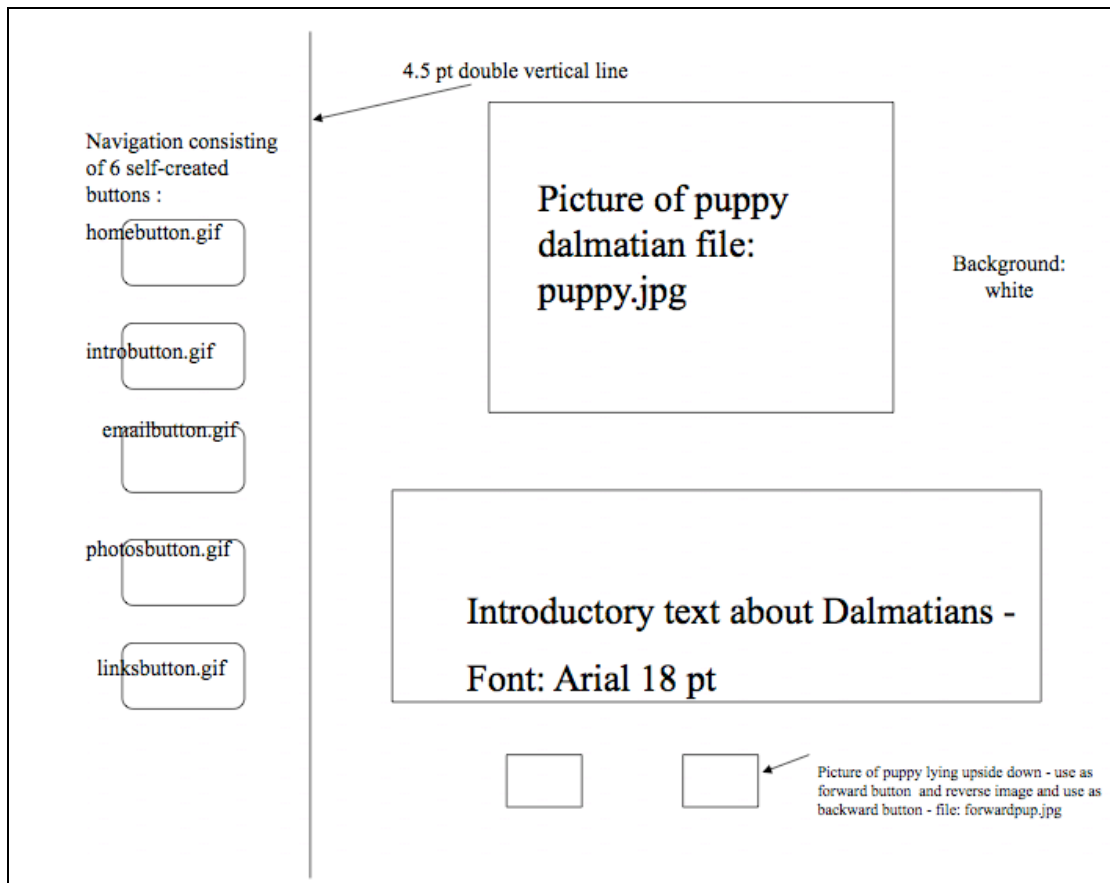 4.5 pt double vertical line
Navigation consisting
of 6 self-created
buttons :
homebutton.gif
introbutton.gif
emailbutton.gif
photosbutton.gif
linksbutton.gif
Picture of puppy
dalmatian file:
puppy.jpg
Background:
white
Introductory text about Dalmatians -
Font: Arial 18 pt
Picture of puppy lying upside down - use as
forward button and reverse image and use as
backward button - file: forwardpup.jpg